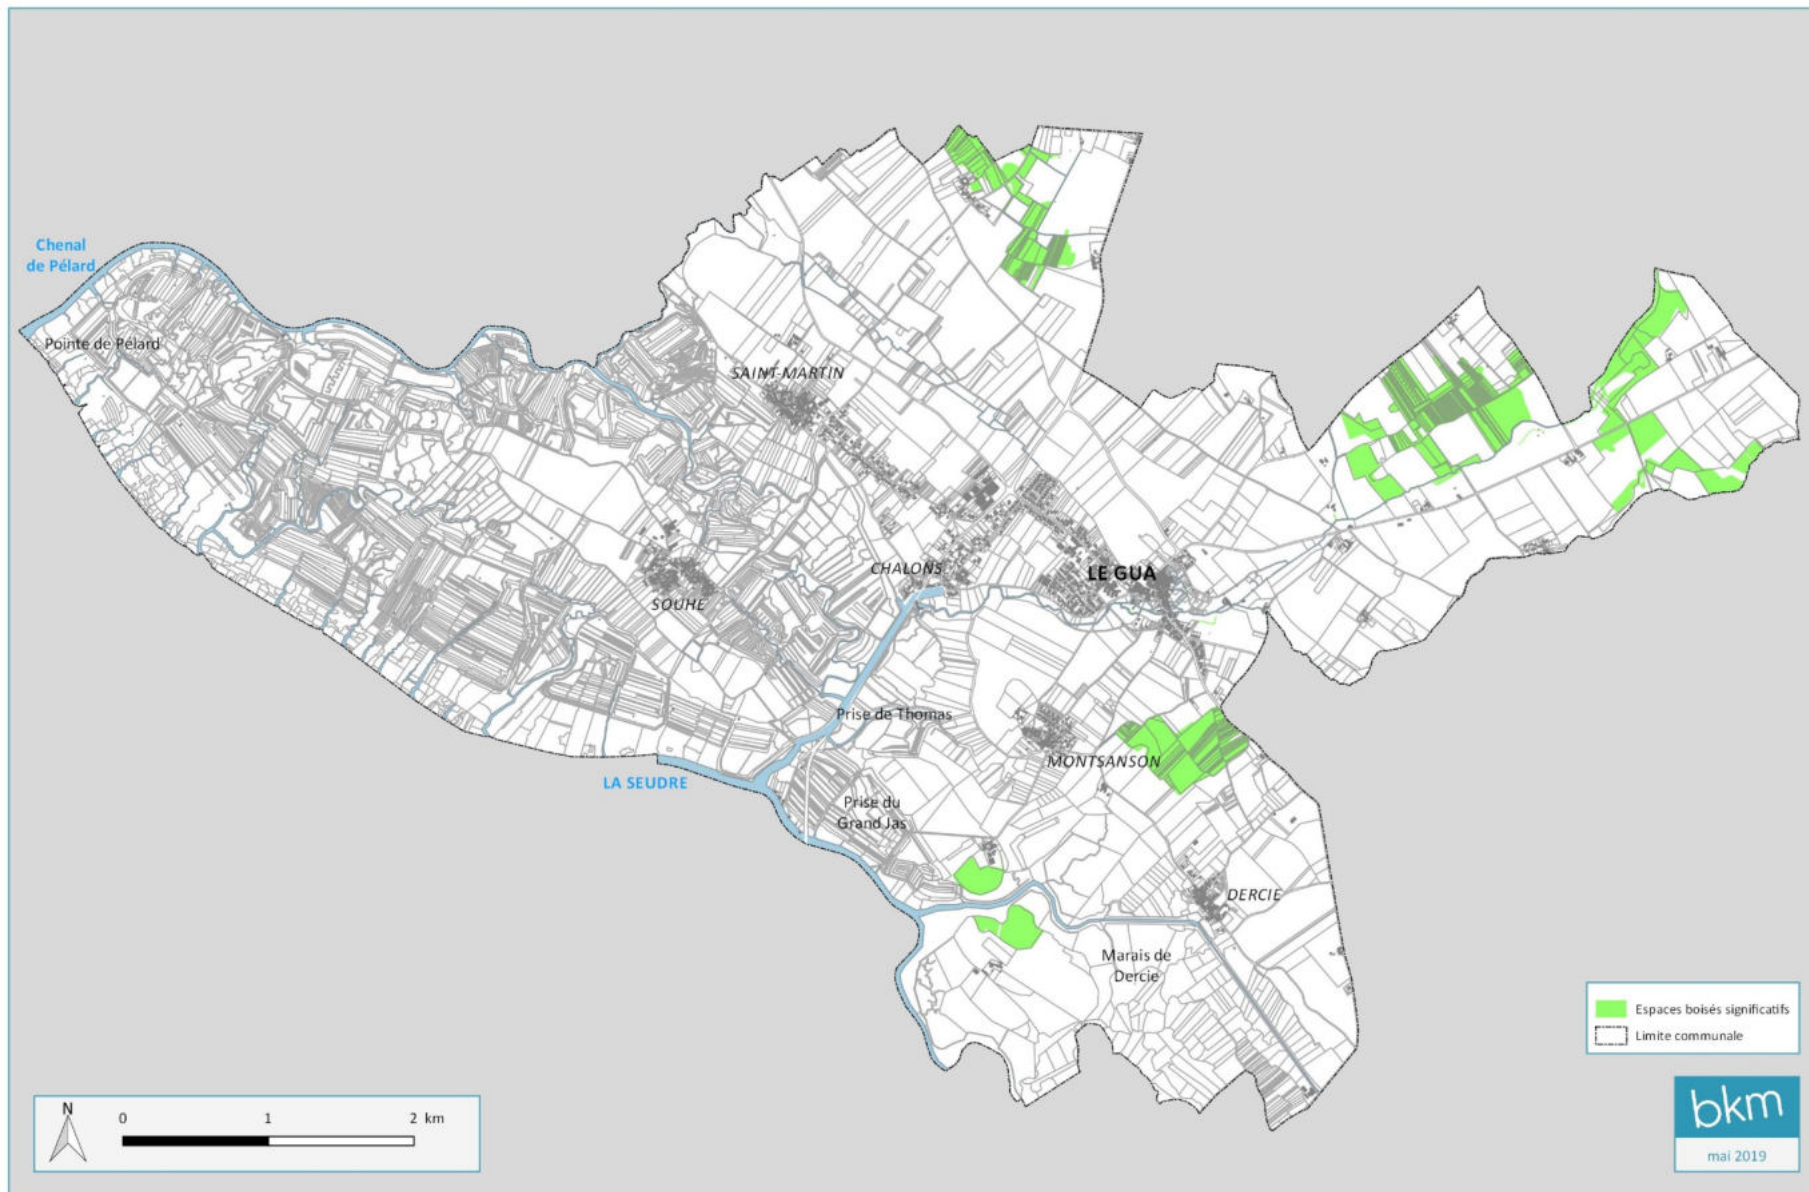 Chenal
de Pélard
Pointe de Pélard
SAINT-MARTIN
CHALONS
LE GUA
SOUHE
Prise de Thomas
MONTSANSON
LA SEUDRE
Prise du
Grand Jas
DERCIE
Marais de
Dercie
Espaces boisés significatifs
Limite communale
N
0 1 2 km
bkm
mai 2019